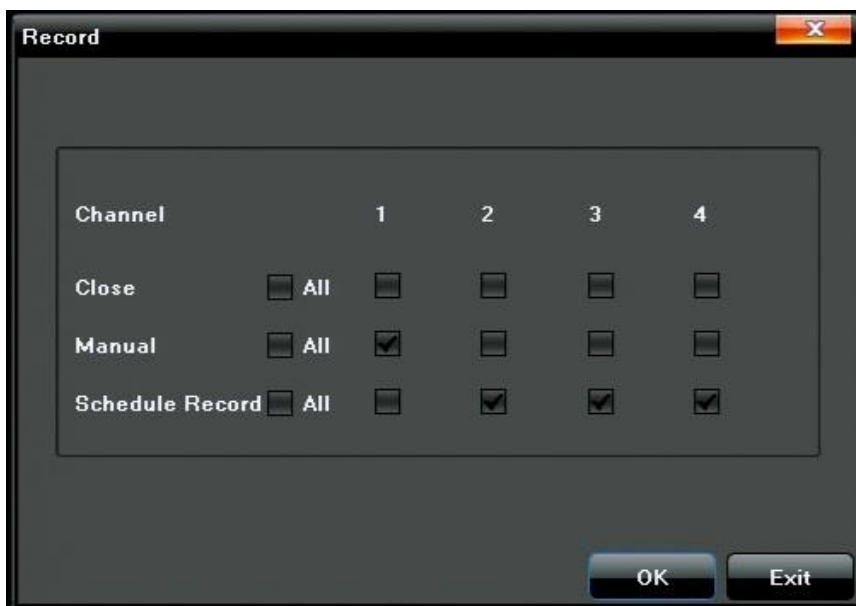 Record
Channel 1 2 3 4
Close All
Manual All
Schedule Record All
OK Exit